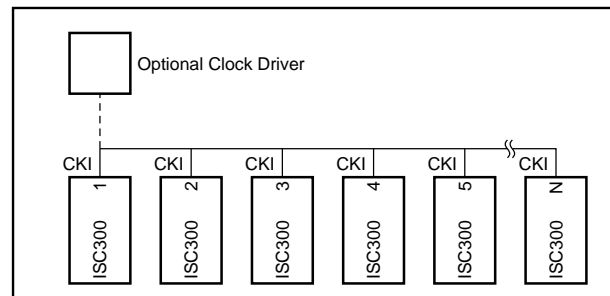 Optional Clock Driver
CKI CKI CKI CKI CKI CKI
1 2 3 4 5 N
ISC300 ISC300 ISC300 ISC300 ISC300 ISC300